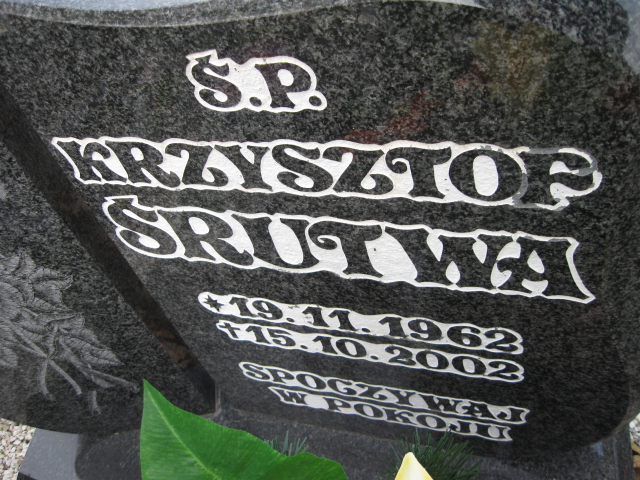 Ś.P.
KRZYSZTOF
ŚRUTWA
*19.11.1962
✝15.10.2002
SPOCZYWAJ
W POKOJU